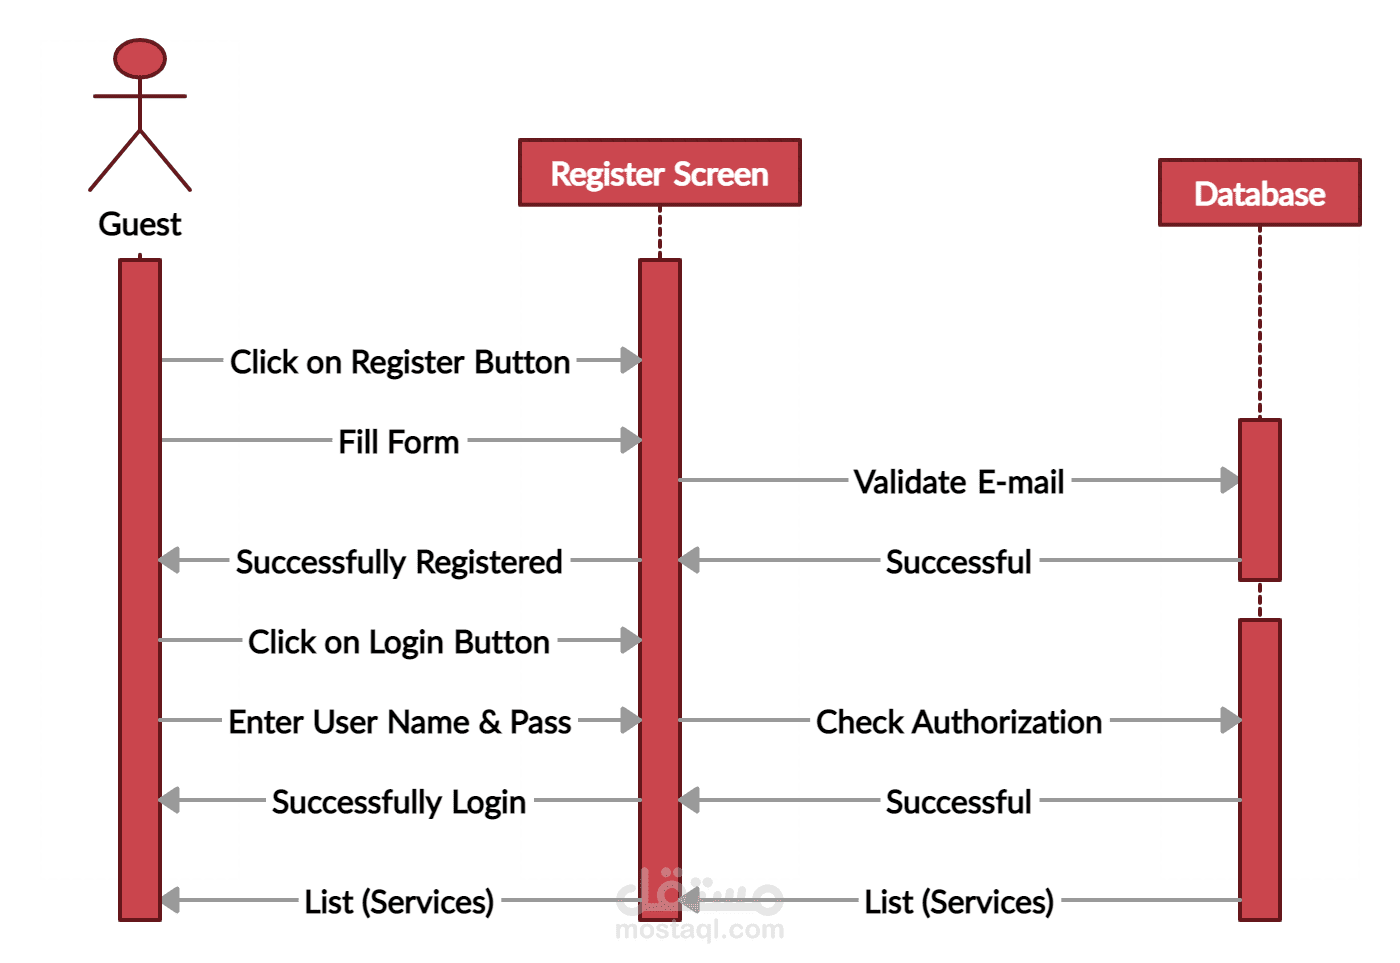 Guest
Register Screen
Database
Click on Register Button
Fill Form
Validate E-mail
Successfully Registered
Successful
Click on Login Button
Enter User Name & Pass
Check Authorization
Successfully Login
Successful
List (Services)
List (Services)
مستقل
mostaql.com